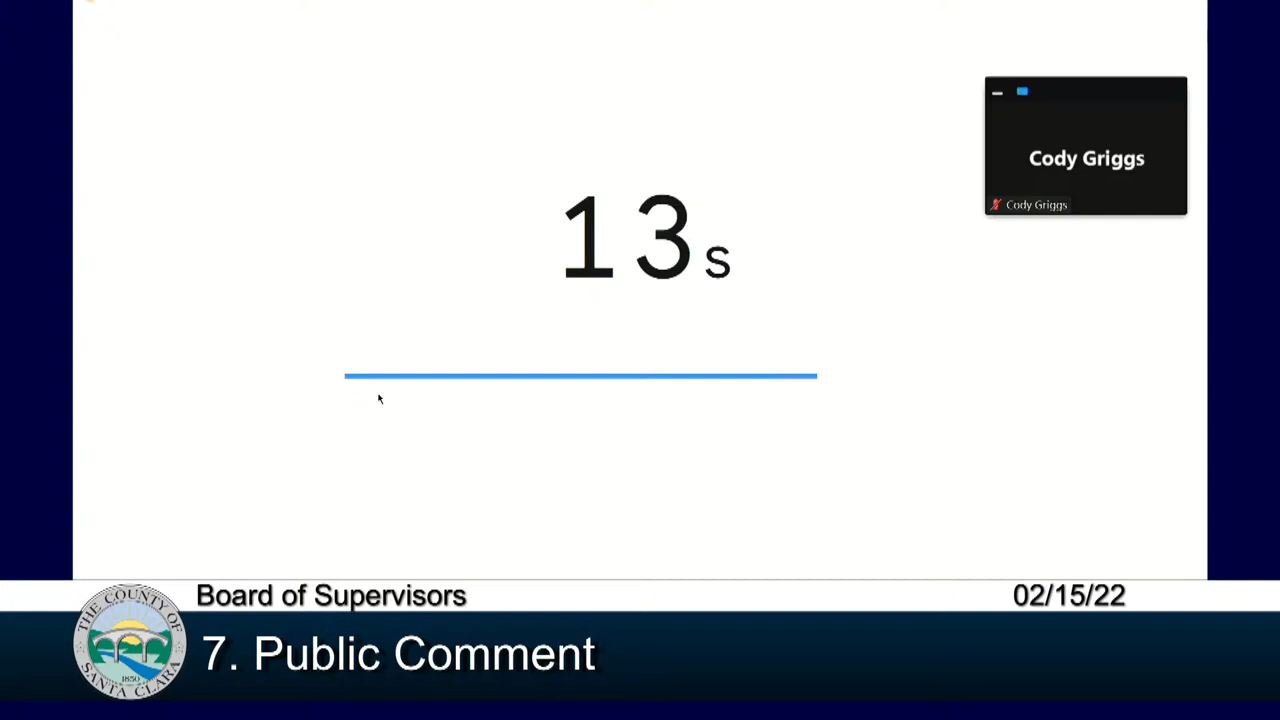 13s
Cody Griggs
Cody Griggs
Board of Supervisors
02/15/22
THE COUNTY OF
SANTA CLARA
1850
7. Public Comment